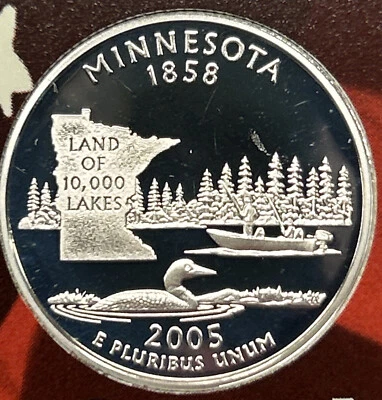 MINNESOTA
1858
LAND
OF
10,000
LAKES
2005
E PLURIBUS UNUM